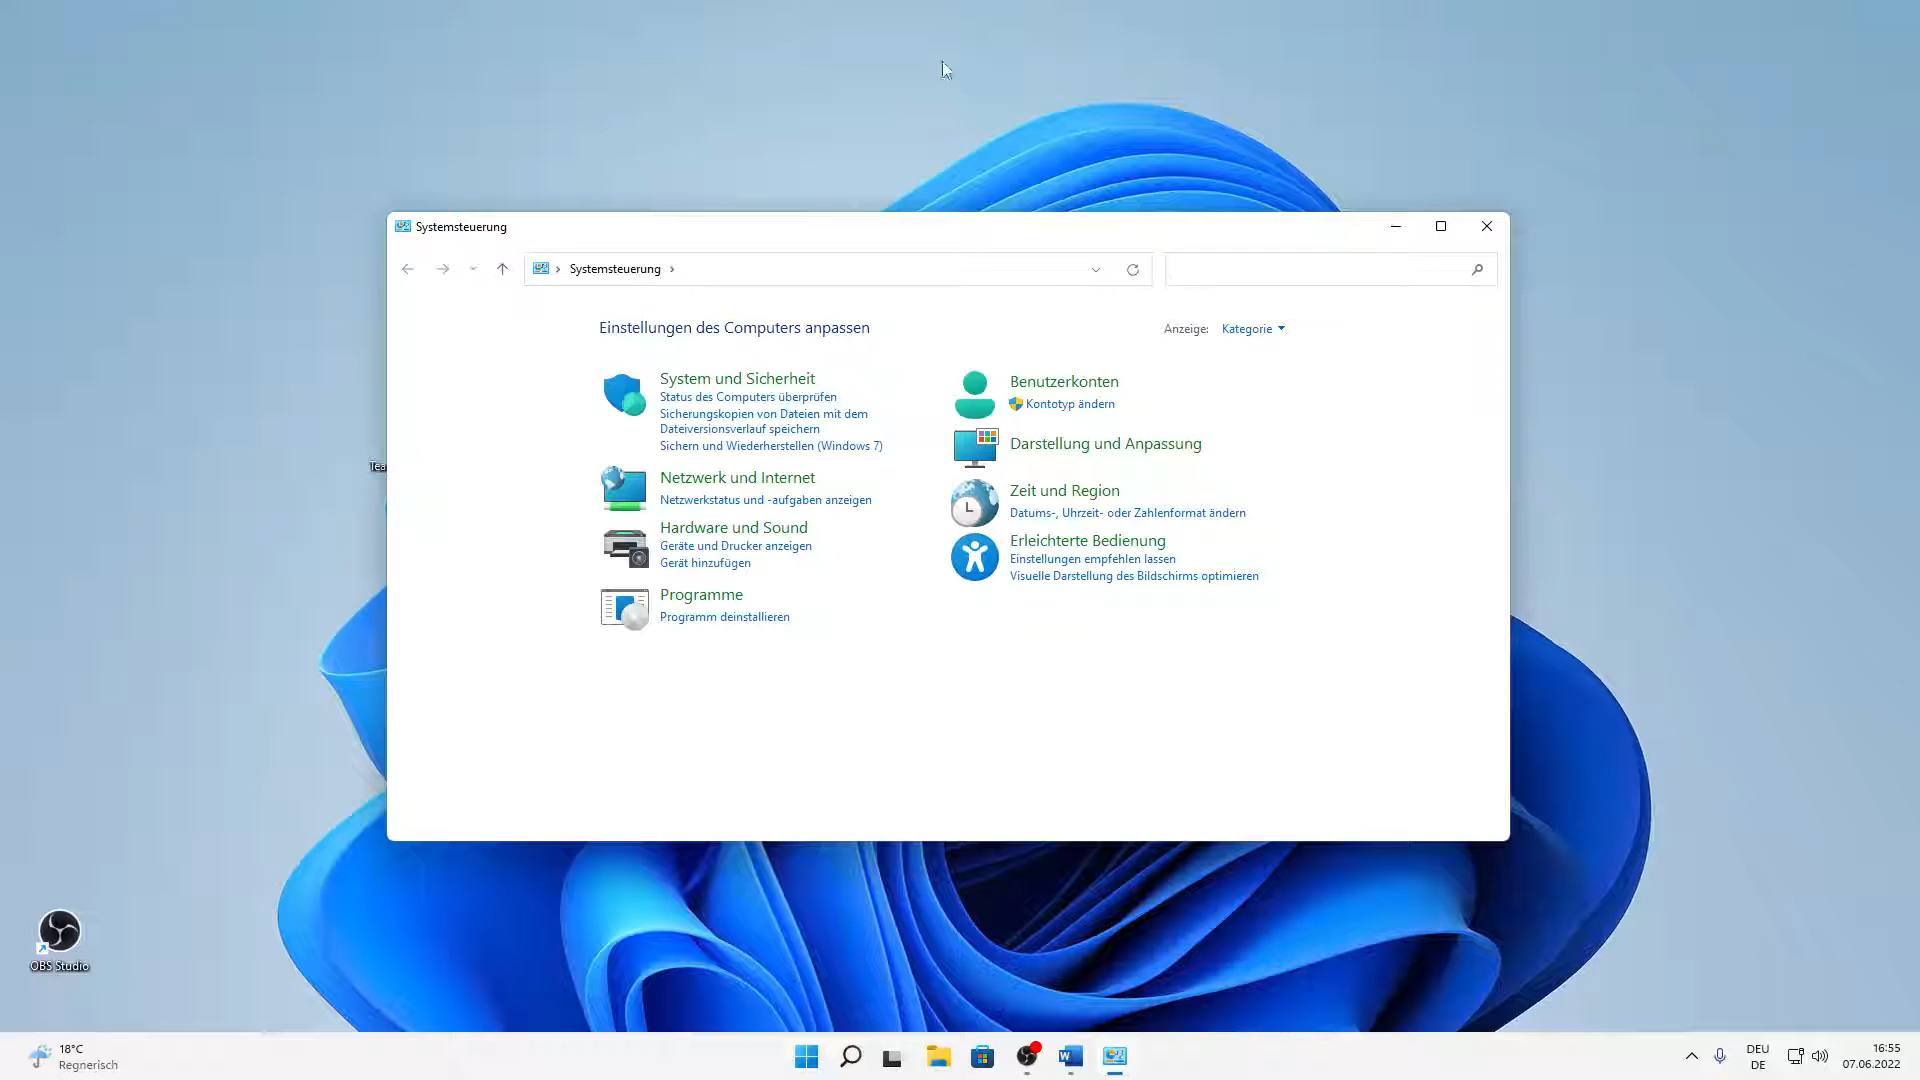 Systemsteuerung
Systemsteuerung
Einstellungen des Computers anpassen
Anzeige: Kategorie
System und Sicherheit
Status des Computers überprüfen
Sicherungskopien von Dateien mit dem
Dateiversionsverlauf speichern
Sichern und Wiederherstellen (Windows 7)
Netzwerk und Internet
Netzwerkstatus und -aufgaben anzeigen
Hardware und Sound
Geräte und Drucker anzeigen
Gerät hinzufügen
Programme
Programm deinstallieren
Benutzerkonten
Kontotyp ändern
Darstellung und Anpassung
Zeit und Region
Datums-, Uhrzeit- oder Zahlenformat ändern
Erleichterte Bedienung
Einstellungen empfehlen lassen
Visuelle Darstellung des Bildschirms optimieren
Tea
OBS Studio
18°C
Regnerisch
W
DEU
DE
16:55
07.06.2022